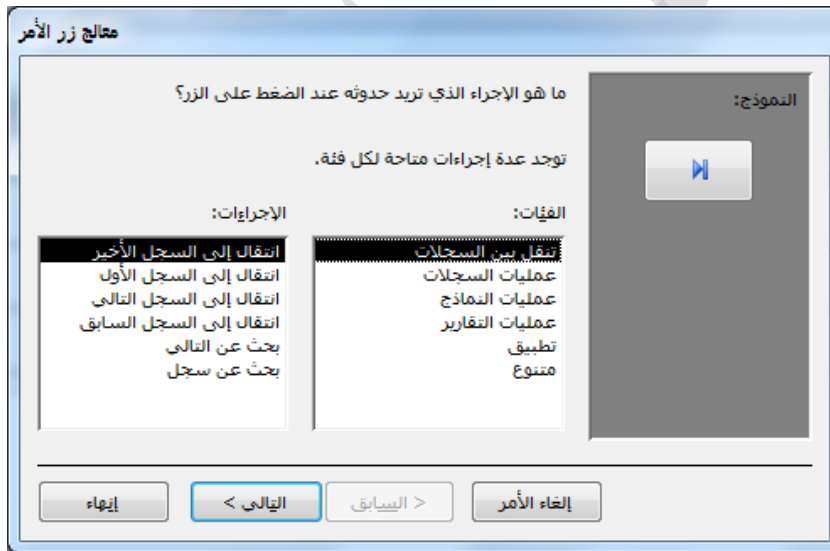 معالج زر الأمر
النموذج:
ما هو الإجراء الذي تريد حدوثه عند الضغط على الزر؟
توجد عدة إجراءات متاحة لكل فئة.
الفئات:
تنقل بين السجلات
عمليات السجلات
عمليات النماذج
عمليات التقارير
تطبيق
متنوع
الإجراءات:
انتقال إلى السجل الأخير
انتقال إلى السجل الأول
انتقال إلى السجل التالي
انتقال إلى السجل السابق
بحث عن التالي
بحث عن سجل
إلغاء الأمر
< السابق
التالي >
إنهاء